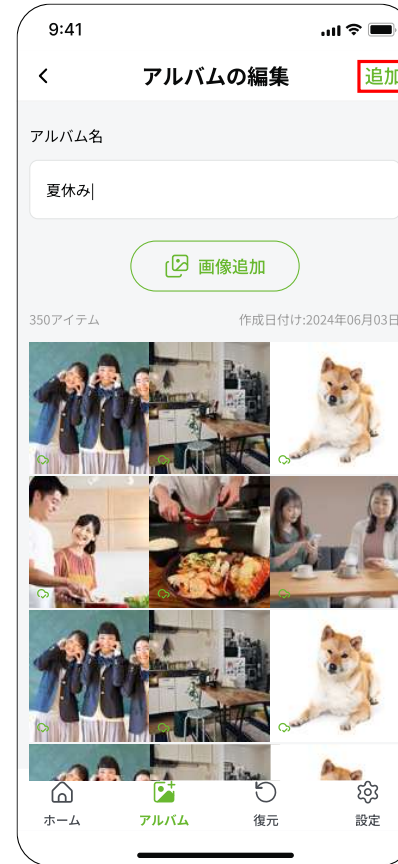 9:41
アルバムの編集
追加
アルバム名
夏休み
画像追加
350アイテム
作成日付け:2024年06月03日
ホーム
アルバム
復元
設定